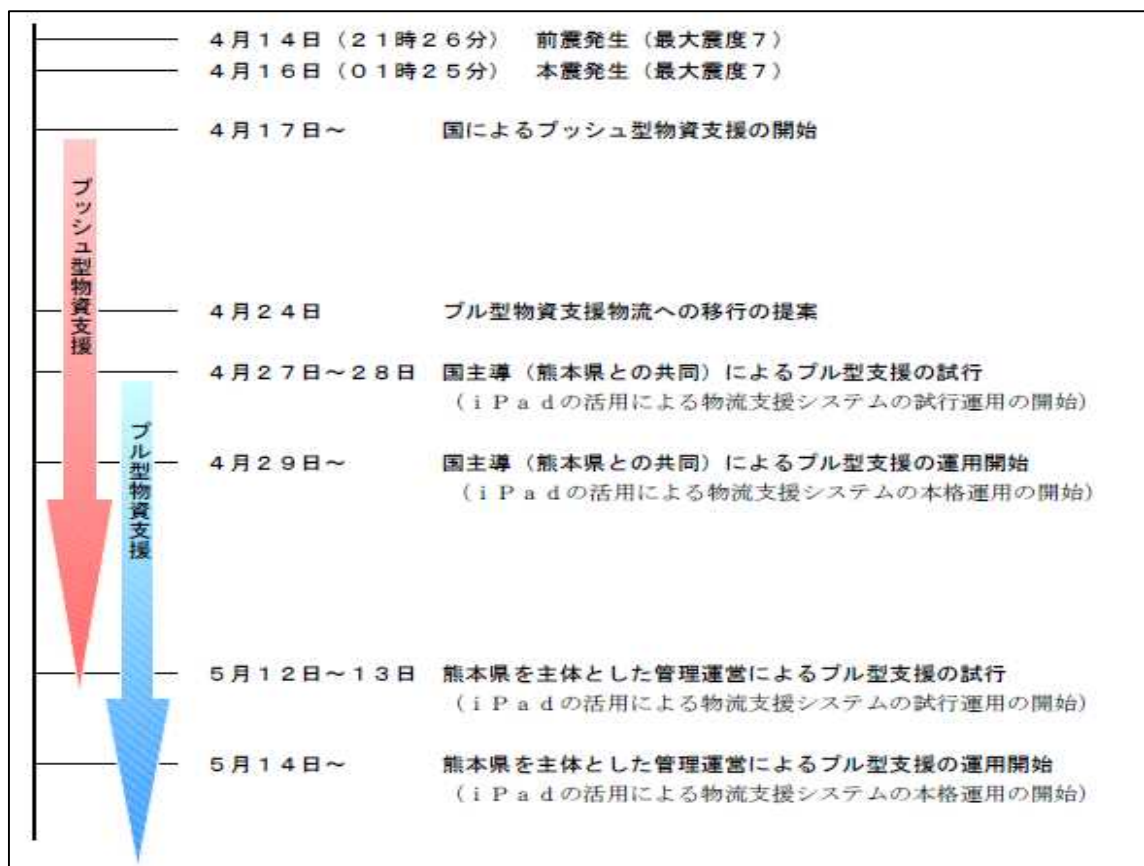 4月14日（21時26分） 前震発生（最大震度7）
4月16日（01時25分） 本震発生（最大震度7）
4月17日～ 国によるプッシュ型物資支援の開始
プッシュ型物資支援
4月24日 プル型物資支援物流への移行の提案
4月27日～28日 国主導（熊本県との共同）によるプル型支援の試行
（iPadの活用による物流支援システムの試行運用の開始）
プル型物資支援
4月29日～ 国主導（熊本県との共同）によるプル型支援の運用開始
（iPadの活用による物流支援システムの本格運用の開始）
5月12日～13日 熊本県を主体とした管理運営によるプル型支援の試行
（iPadの活用による物流支援システムの試行運用の開始）
5月14日～ 熊本県を主体とした管理運営によるプル型支援の運用開始
（iPadの活用による物流支援システムの本格運用の開始）